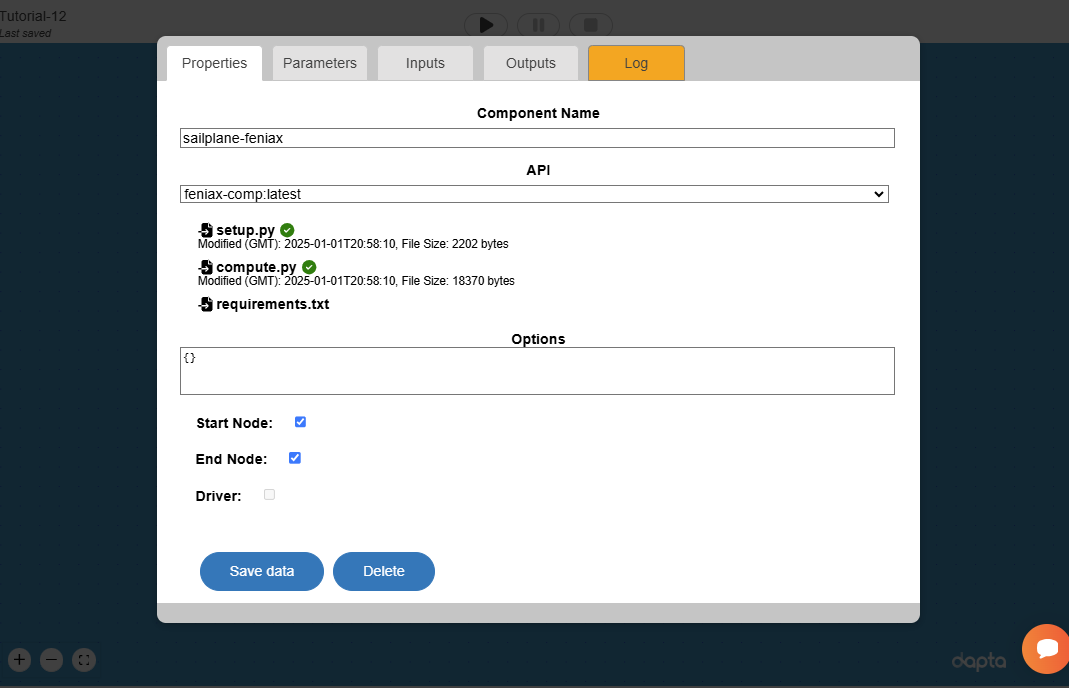 Tutorial-12
Last saved
Properties
Parameters
Inputs
Outputs
Log
Component Name
sailplane-feniax
API
feniax-comp:latest
setup.py
Modified (GMT): 2025-01-01T20:58:10, File Size: 2202 bytes
compute.py
Modified (GMT): 2025-01-01T20:58:10, File Size: 18370 bytes
requirements.txt
Options
{}
Start Node:
End Node:
Driver:
Save data
Delete
dapta